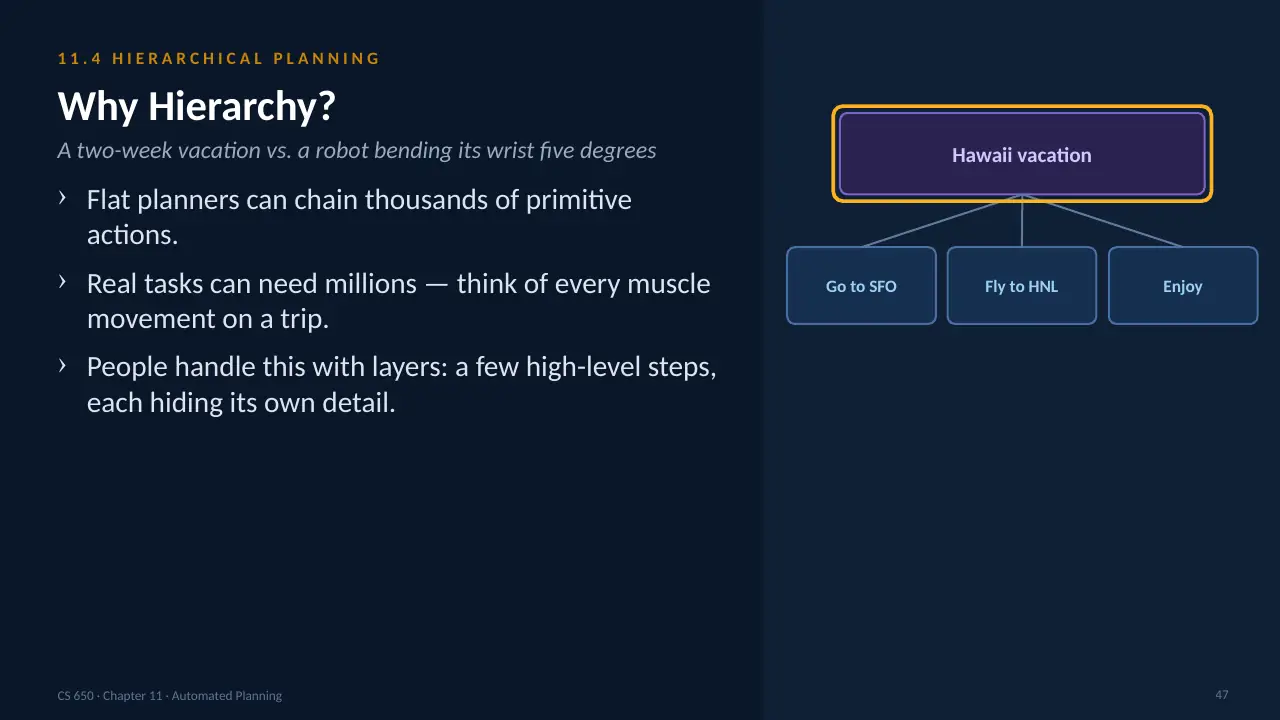 11.4 HIERARCHICAL PLANNING
Why Hierarchy?
A two-week vacation vs. a robot bending its wrist five degrees
› Flat planners can chain thousands of primitive
actions.
› Real tasks can need millions — think of every muscle
movement on a trip.
› People handle this with layers: a few high-level steps,
each hiding its own detail.
Hawaii vacation
Go to SFO
Fly to HNL
Enjoy
CS 650 · Chapter 11 · Automated Planning
47